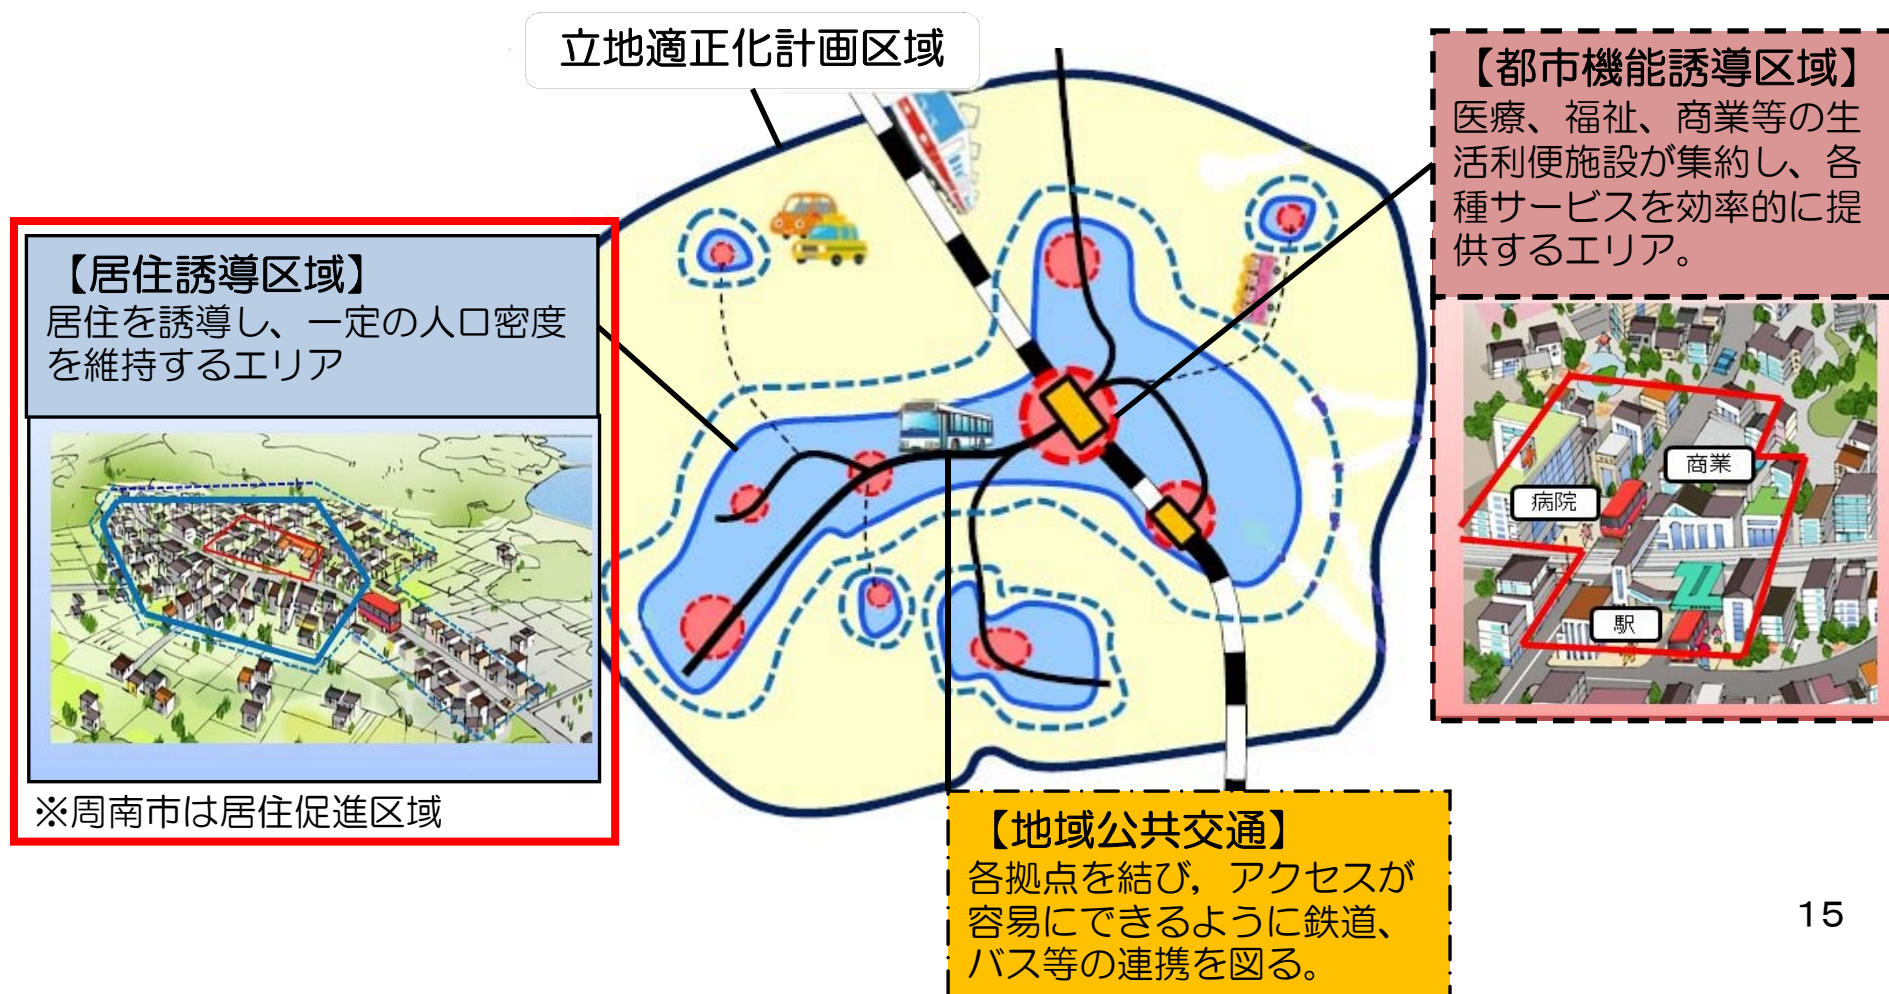 立地適正化計画区域
【都市機能誘導区域】
医療、福祉、商業等の生
活利便施設が集約し、各
種サービスを効率的に提
供するエリア。
【居住誘導区域】
居住を誘導し、一定の人口密度
を維持するエリア
※周南市は居住促進区域
商業
病院
駅
【地域公共交通】
各拠点を結び，アクセスが
容易にできるように鉄道、
バス等の連携を図る。
15